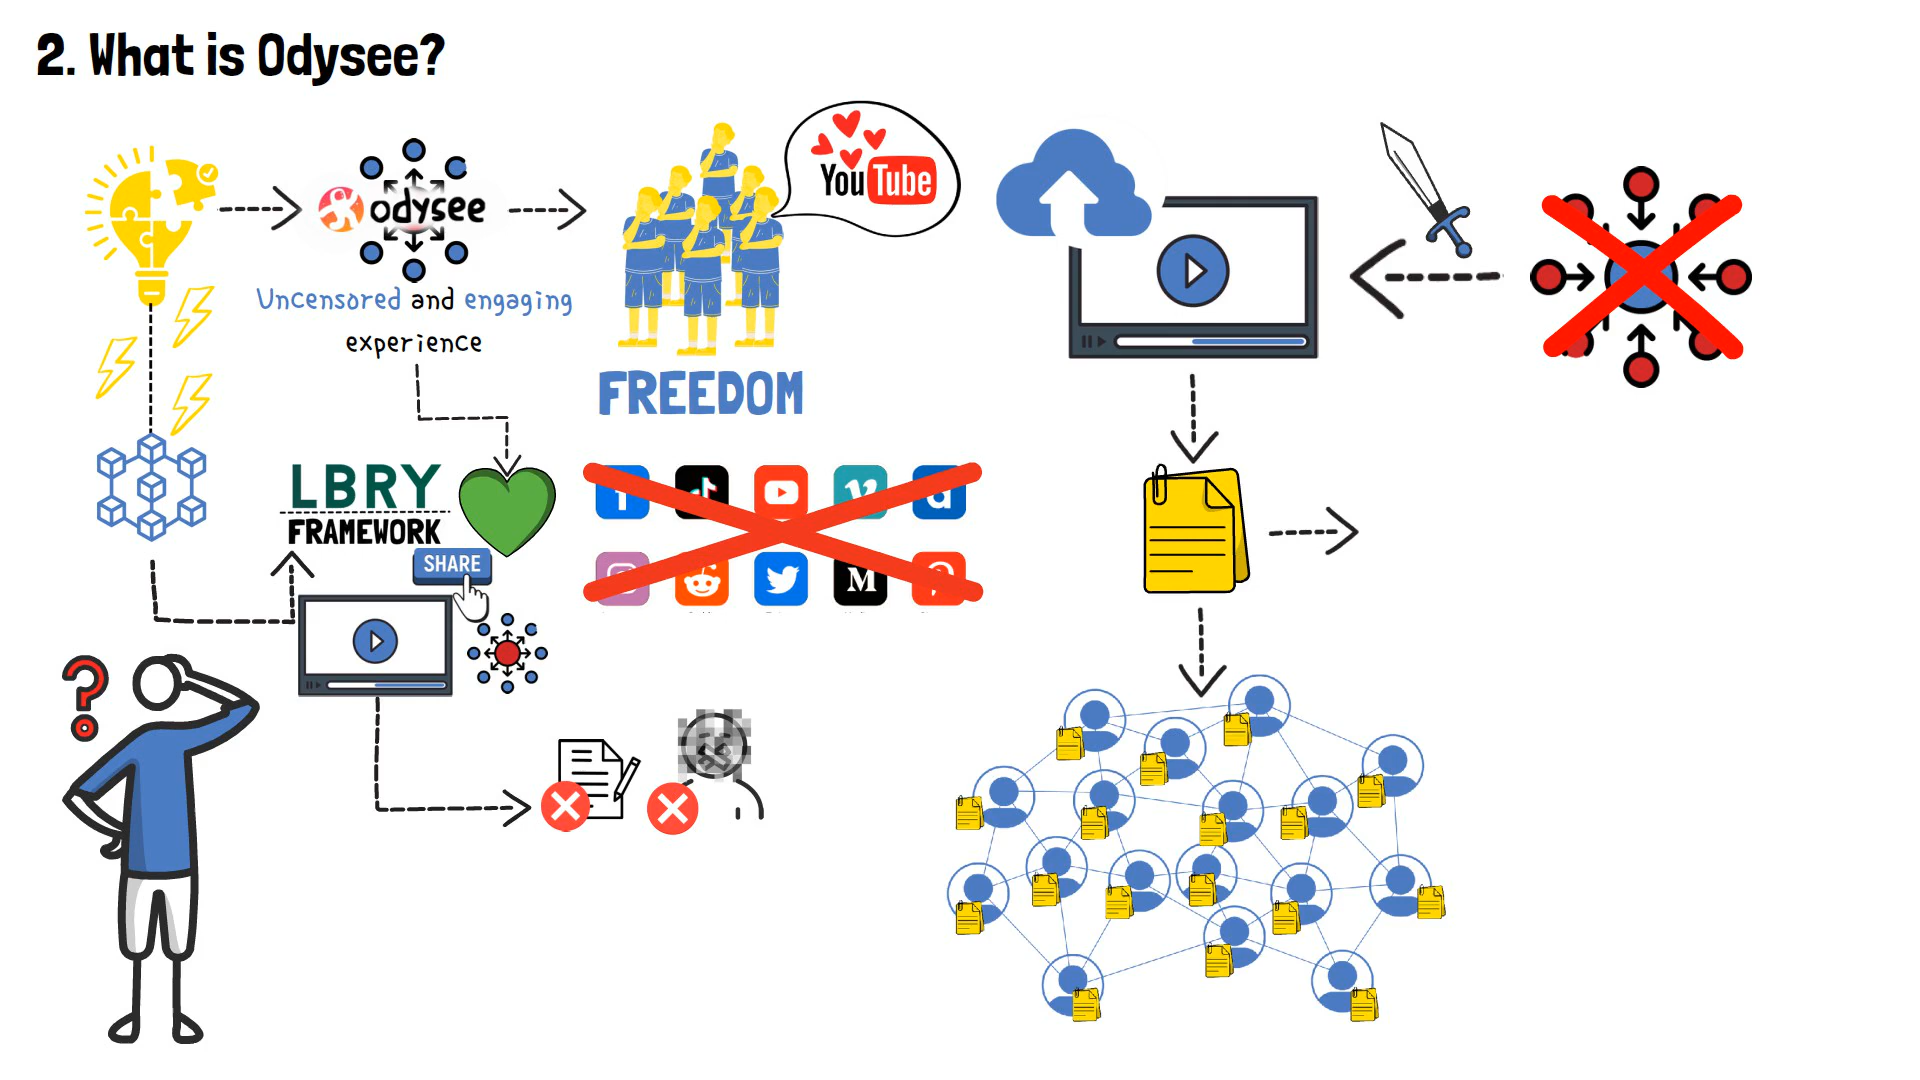 2. What is Odysee?
odysee
Uncensored and engaging
experience
YouTube
FREEDOM
LBRY
FRAMEWORK
SHARE